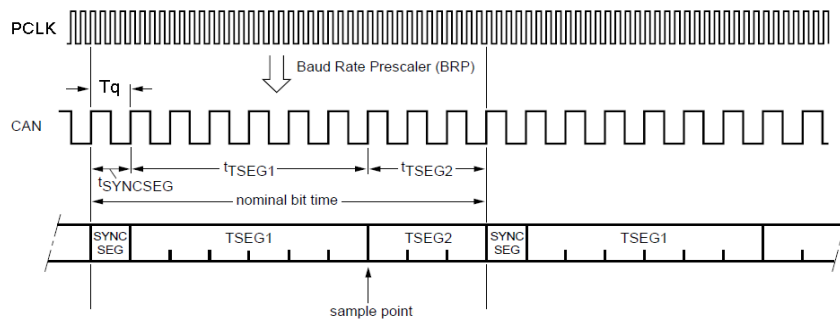 PCLK
Baud Rate Prescaler (BRP)
Tq
CAN
tSYNCSEG
tTSEG1
tTSEG2
nominal bit time
SYNC
SEG
TSEG1
TSEG2
SYNC
SEG
TSEG1
sample point